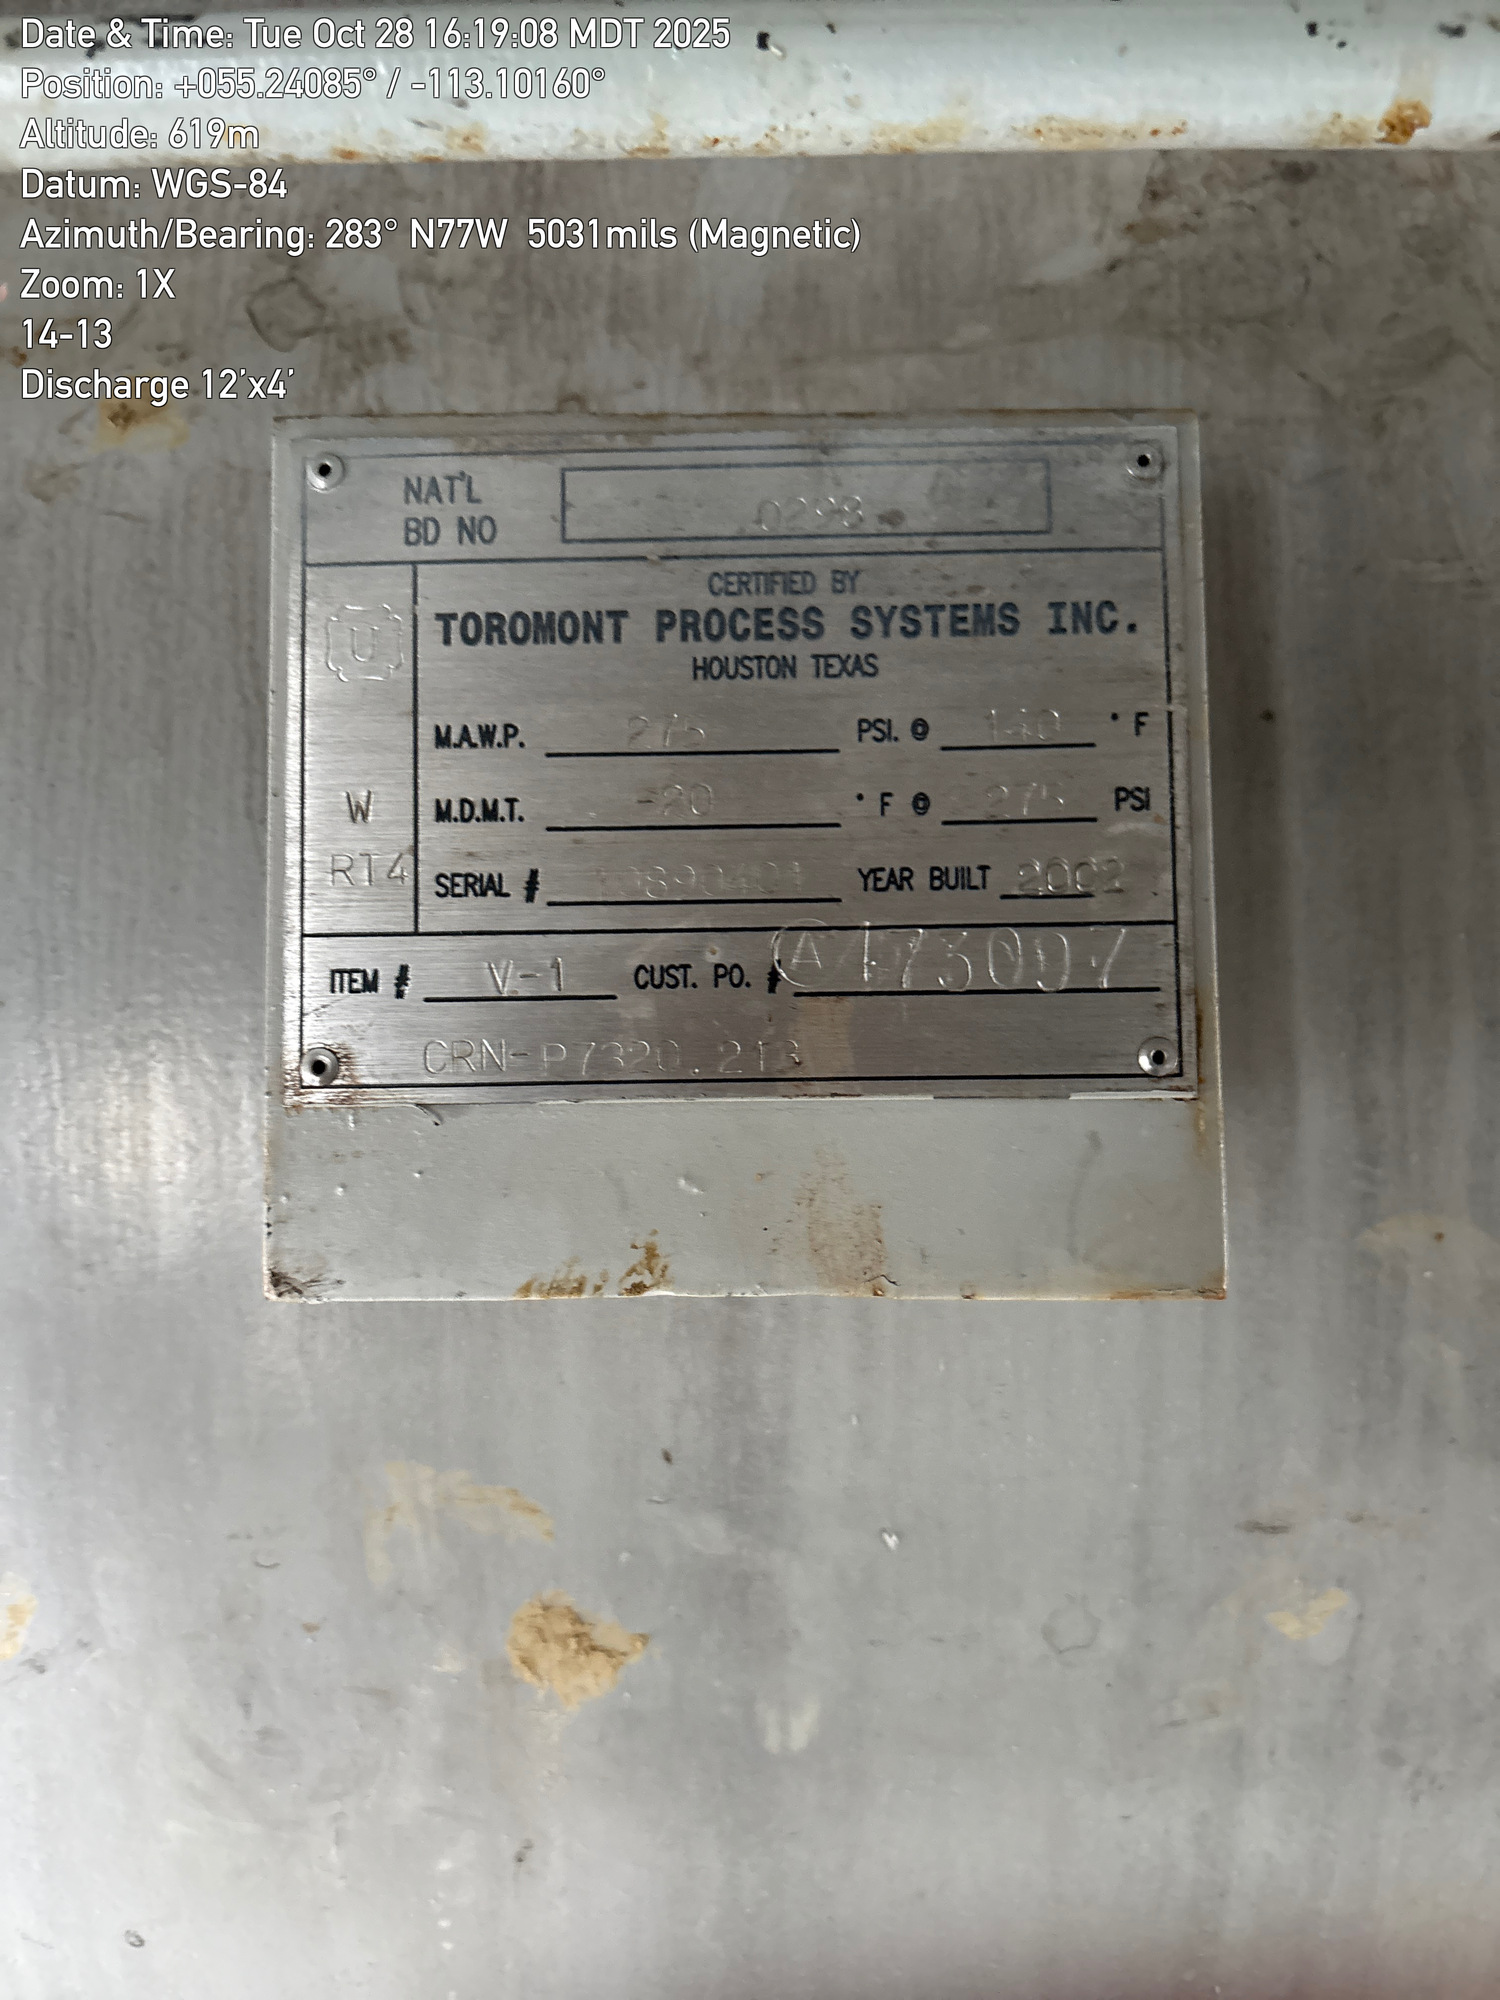 Date & Time: Tue Oct 28 16:19:08 MDT 2025
Position: +055.24085° / -113.10160°
Altitude: 619m
Datum: WGS-84
Azimuth/Bearing: 283° N77W 5031mils (Magnetic)
Zoom: 1X
14-13
Discharge 12'x4'
NAT'L
BD NO 0298
CERTIFIED BY
U TOROMONT PROCESS SYSTEMS INC.
HOUSTON TEXAS
M.A.W.P. 275 PSI. @ 140 °F
W M.D.M.T. -20 °F @ 275 PSI
RT4 SERIAL # YEAR BUILT 2002
ITEM # V-1 CUST. PO. # A 473007
CRN-P7320.213